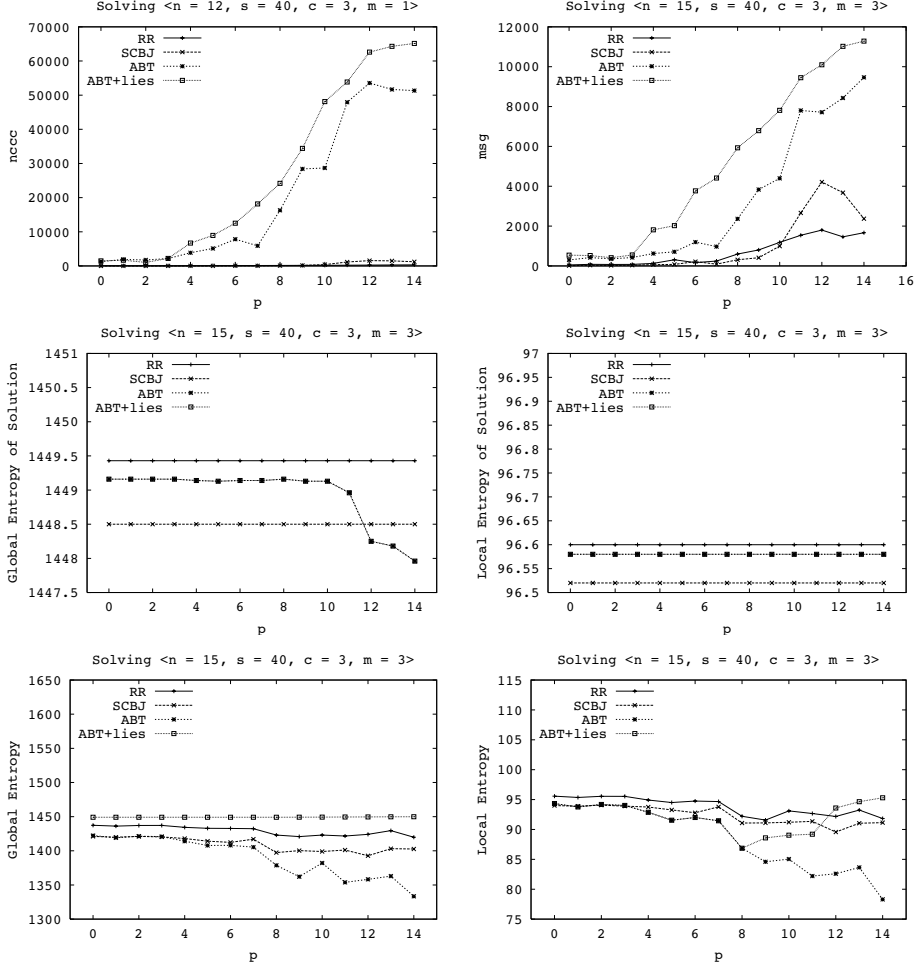 Solving <n = 12, s = 40, c = 3, m = 1>
70000
60000
50000
40000
30000
20000
10000
0
nccc
RR
SCBJ
ABT
ABT+lies
0 2 4 6 8 10 12 14
p
Solving <n = 15, s = 40, c = 3, m = 3>
12000
10000
8000
6000
4000
2000
0
msg
RR
SCBJ
ABT
ABT+lies
0 2 4 6 8 10 12 14 16
p
Solving <n = 15, s = 40, c = 3, m = 3>
1451
1450.5
1450
1449.5
1449
1448.5
1448
1447.5
Global Entropy of Solution
RR
SCBJ
ABT
ABT+lies
0 2 4 6 8 10 12 14
p
Solving <n = 15, s = 40, c = 3, m = 3>
97
96.95
96.9
96.85
96.8
96.75
96.7
96.65
96.6
96.55
96.5
Local Entropy of Solution
RR
SCBJ
ABT
ABT+lies
0 2 4 6 8 10 12 14
p
Solving <n = 15, s = 40, c = 3, m = 3>
1650
1600
1550
1500
1450
1400
1350
1300
Global Entropy
RR
SCBJ
ABT
ABT+lies
0 2 4 6 8 10 12 14
p
Solving <n = 15, s = 40, c = 3, m = 3>
115
110
105
100
95
90
85
80
75
Local Entropy
RR
SCBJ
ABT
ABT+lies
0 2 4 6 8 10 12 14
p